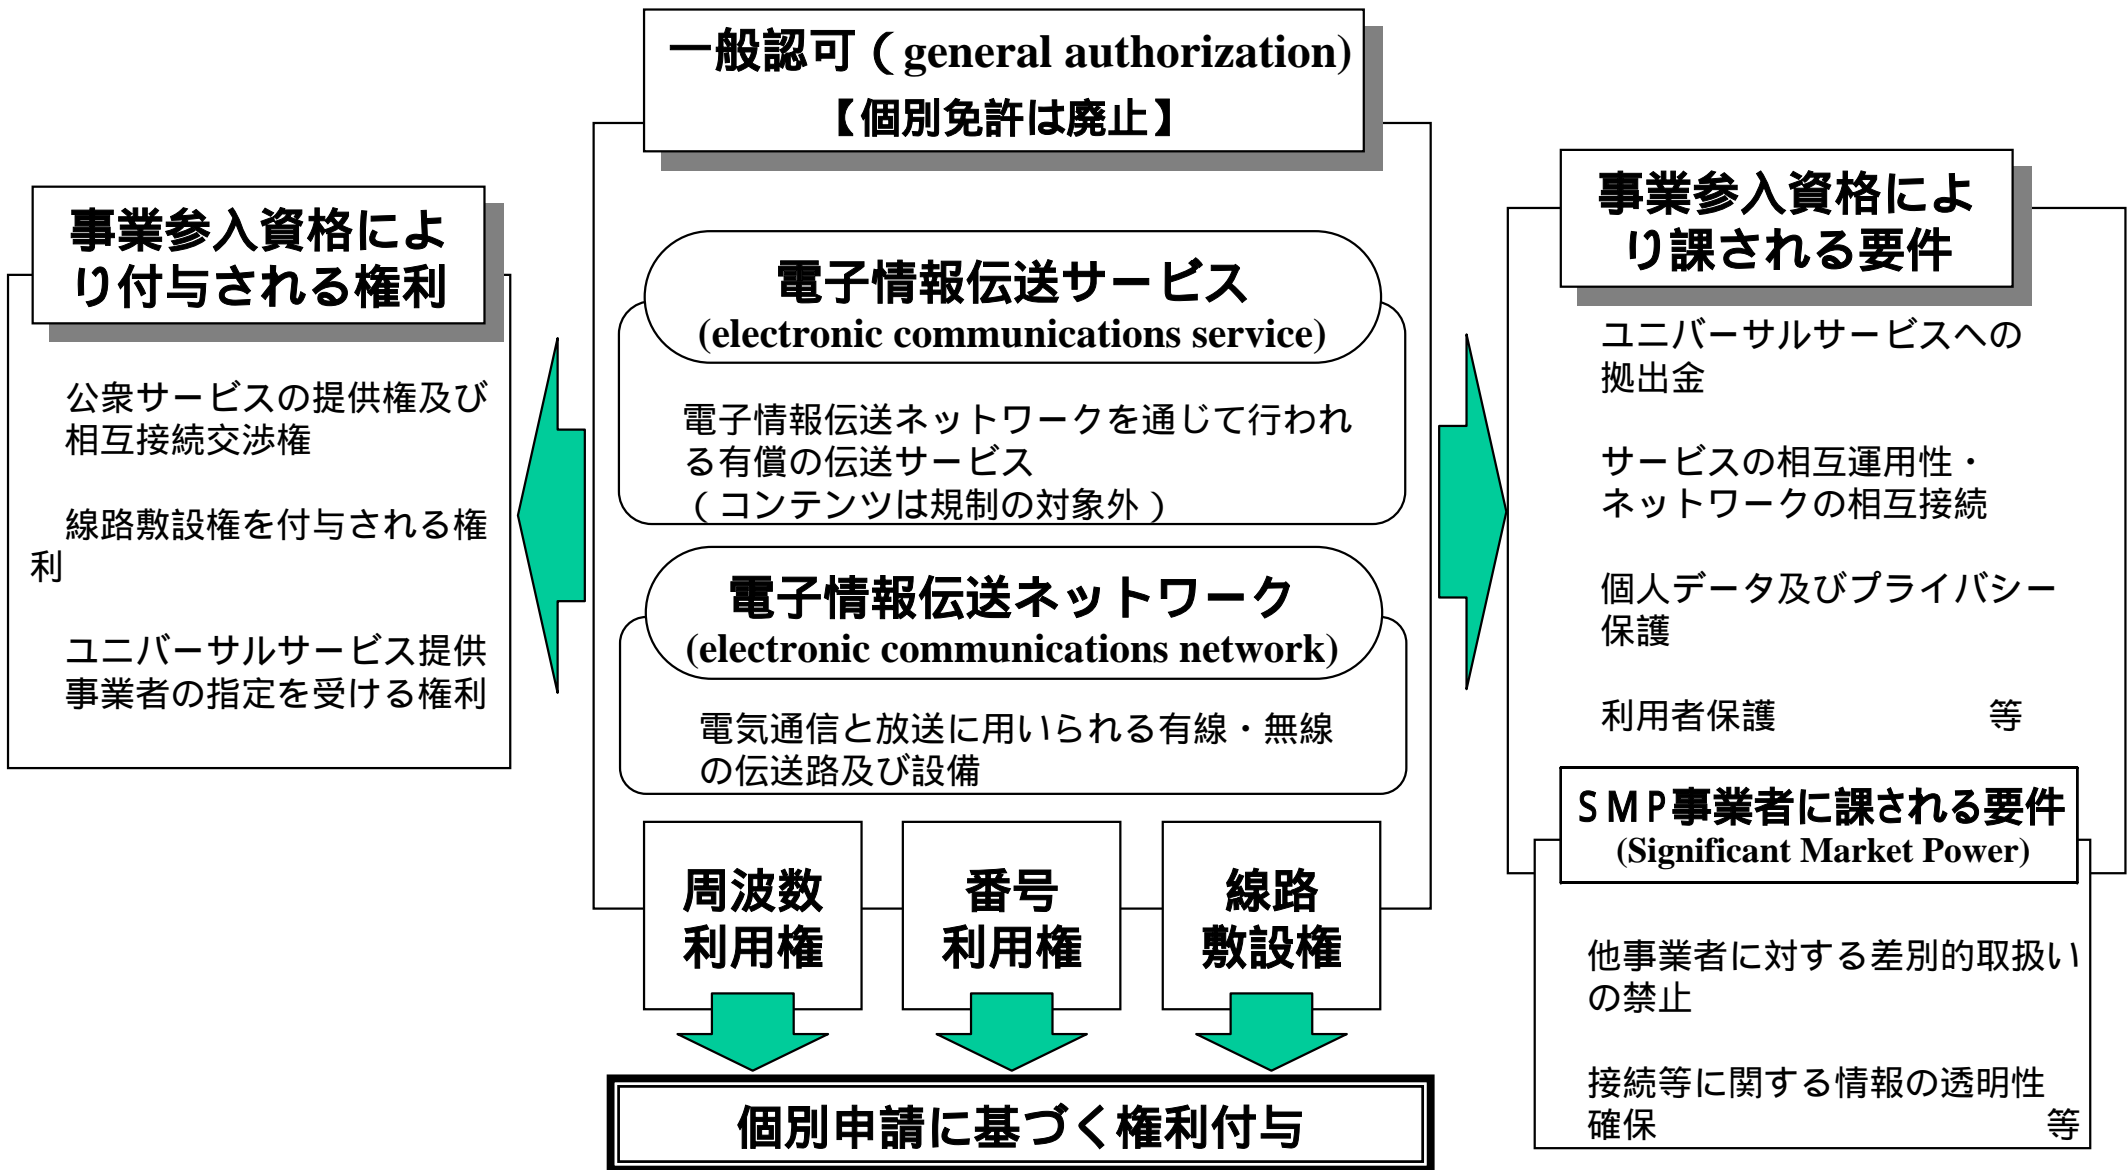 一般認可（general authorization)
【個別免許は廃止】
事業参入資格によ
り付与される権利
公衆サービスの提供権及び
相互接続交渉権
線路敷設権を付与される権
利
ユニバーサルサービス提供
事業者の指定を受ける権利
電子情報伝送サービス
(electronic communications service)
電子情報伝送ネットワークを通じて行われ
る有償の伝送サービス
（コンテンツは規制の対象外）
電子情報伝送ネットワーク
(electronic communications network)
電気通信と放送に用いられる有線・無線
の伝送路及び設備
周波数
利用権
番号
利用権
線路
敷設権
個別申請に基づく権利付与
事業参入資格によ
り課される要件
ユニバーサルサービスへの
拠出金
サービスの相互運用性・
ネットワークの相互接続
個人データ及びプライバシー
保護
利用者保護　　　　　等
ＳＭＰ事業者に課される要件
(Significant Market Power)
他事業者に対する差別的取扱い
の禁止
接続等に関する情報の透明性
確保　　　　　　　　　等